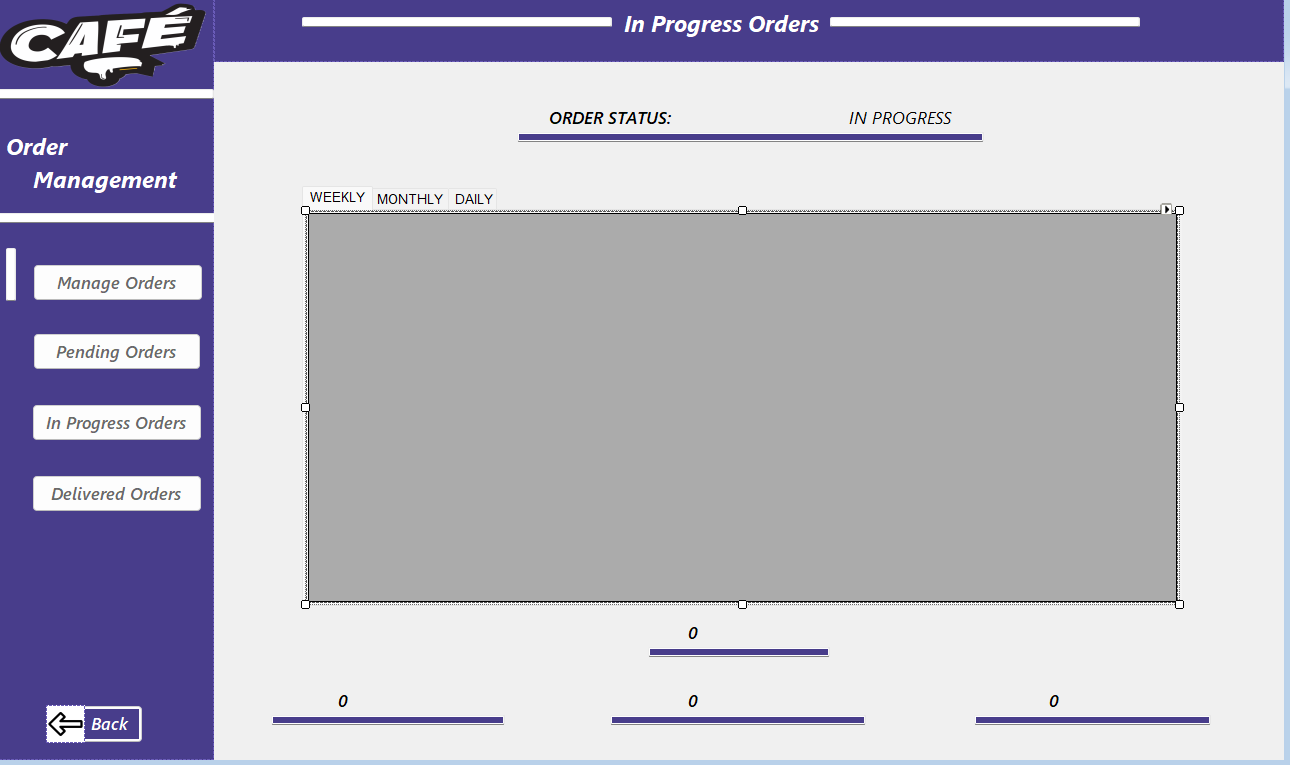 CAFÉ
In Progress Orders
Order
Management
ORDER STATUS: IN PROGRESS
WEEKLY MONTHLY DAILY
Manage Orders
Pending Orders
In Progress Orders
Delivered Orders
0
0 0 0
Back